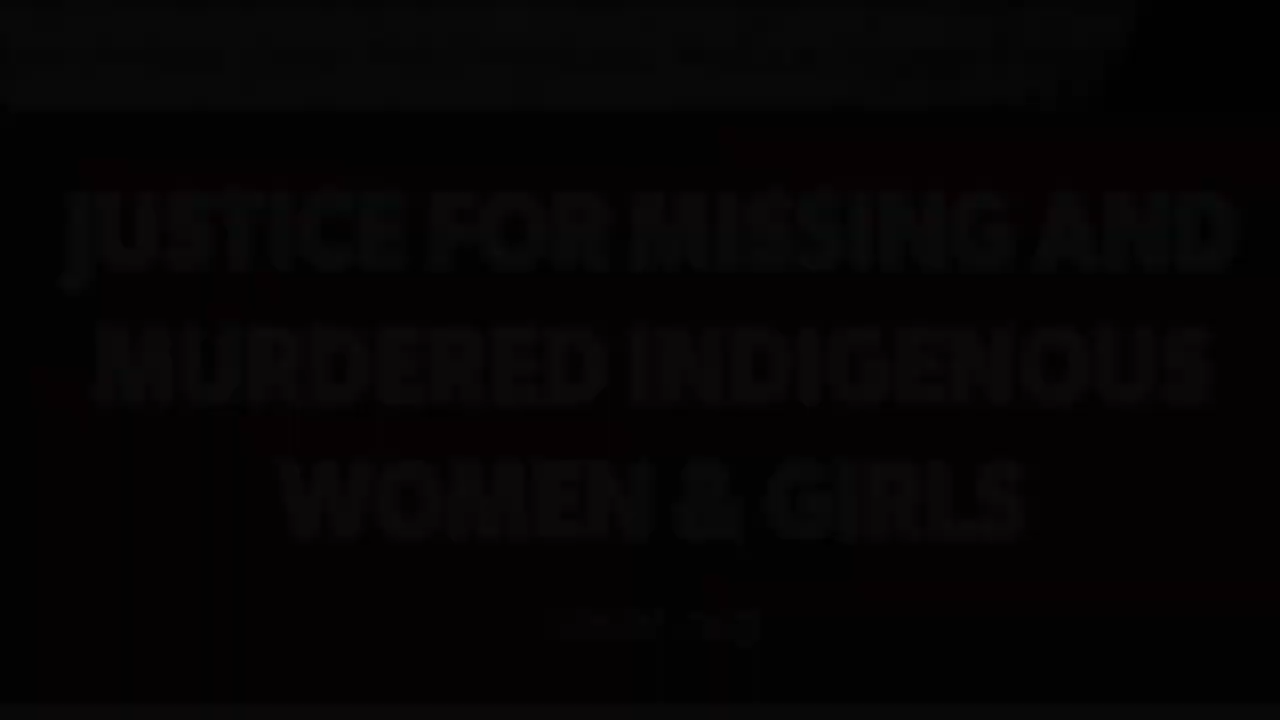 JUSTICE FOR MISSING AND
MURDERED INDIGENOUS
WOMEN & GIRLS